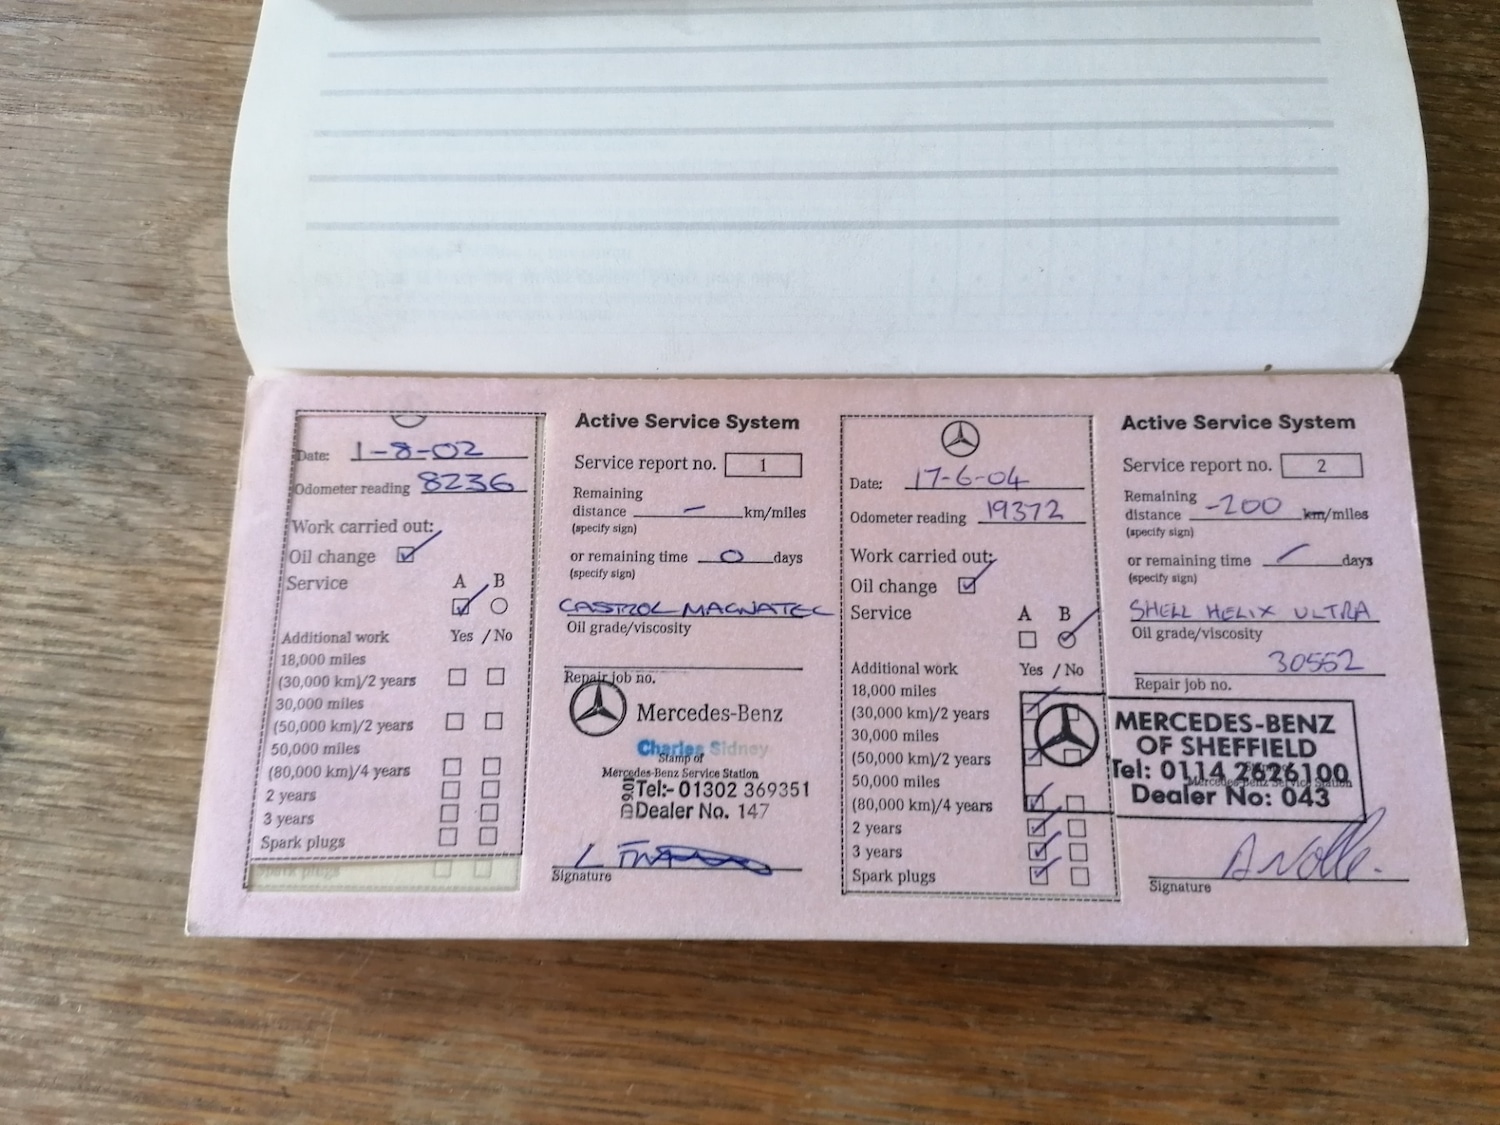 Date: 1-8-02
Odometer reading 8236
Work carried out:
Oil change
Service A B
Additional work Yes / No
18,000 miles
(30,000 km)/2 years
30,000 miles
(50,000 km)/2 years
50,000 miles
(80,000 km)/4 years
2 years
3 years
Spark plugs
Spark plugs
Active Service System
Service report no. 1
Remaining
distance - km/miles
(specify sign)
or remaining time 0 days
(specify sign)
CASTROL MAGNATEC
Oil grade/viscosity
Repair job no.
Mercedes-Benz
Charles Sidney
Stamp of
Mercedes-Benz Service Station
Tel:- 01302 369351
Dealer No. 147
Signature
Date: 17-6-04
Odometer reading 19372
Work carried out:
Oil change
Service A B
Additional work Yes / No
18,000 miles
(30,000 km)/2 years
30,000 miles
(50,000 km)/2 years
50,000 miles
(80,000 km)/4 years
2 years
3 years
Spark plugs
Active Service System
Service report no. 2
Remaining
distance -200 km/miles
(specify sign)
or remaining time / days
(specify sign)
SHELL HELIX ULTRA
Oil grade/viscosity
30552
Repair job no.
MERCEDES-BENZ
OF SHEFFIELD
Tel: 0114 2626100
Mercedes-Benz Service Station
Dealer No: 043
Signature